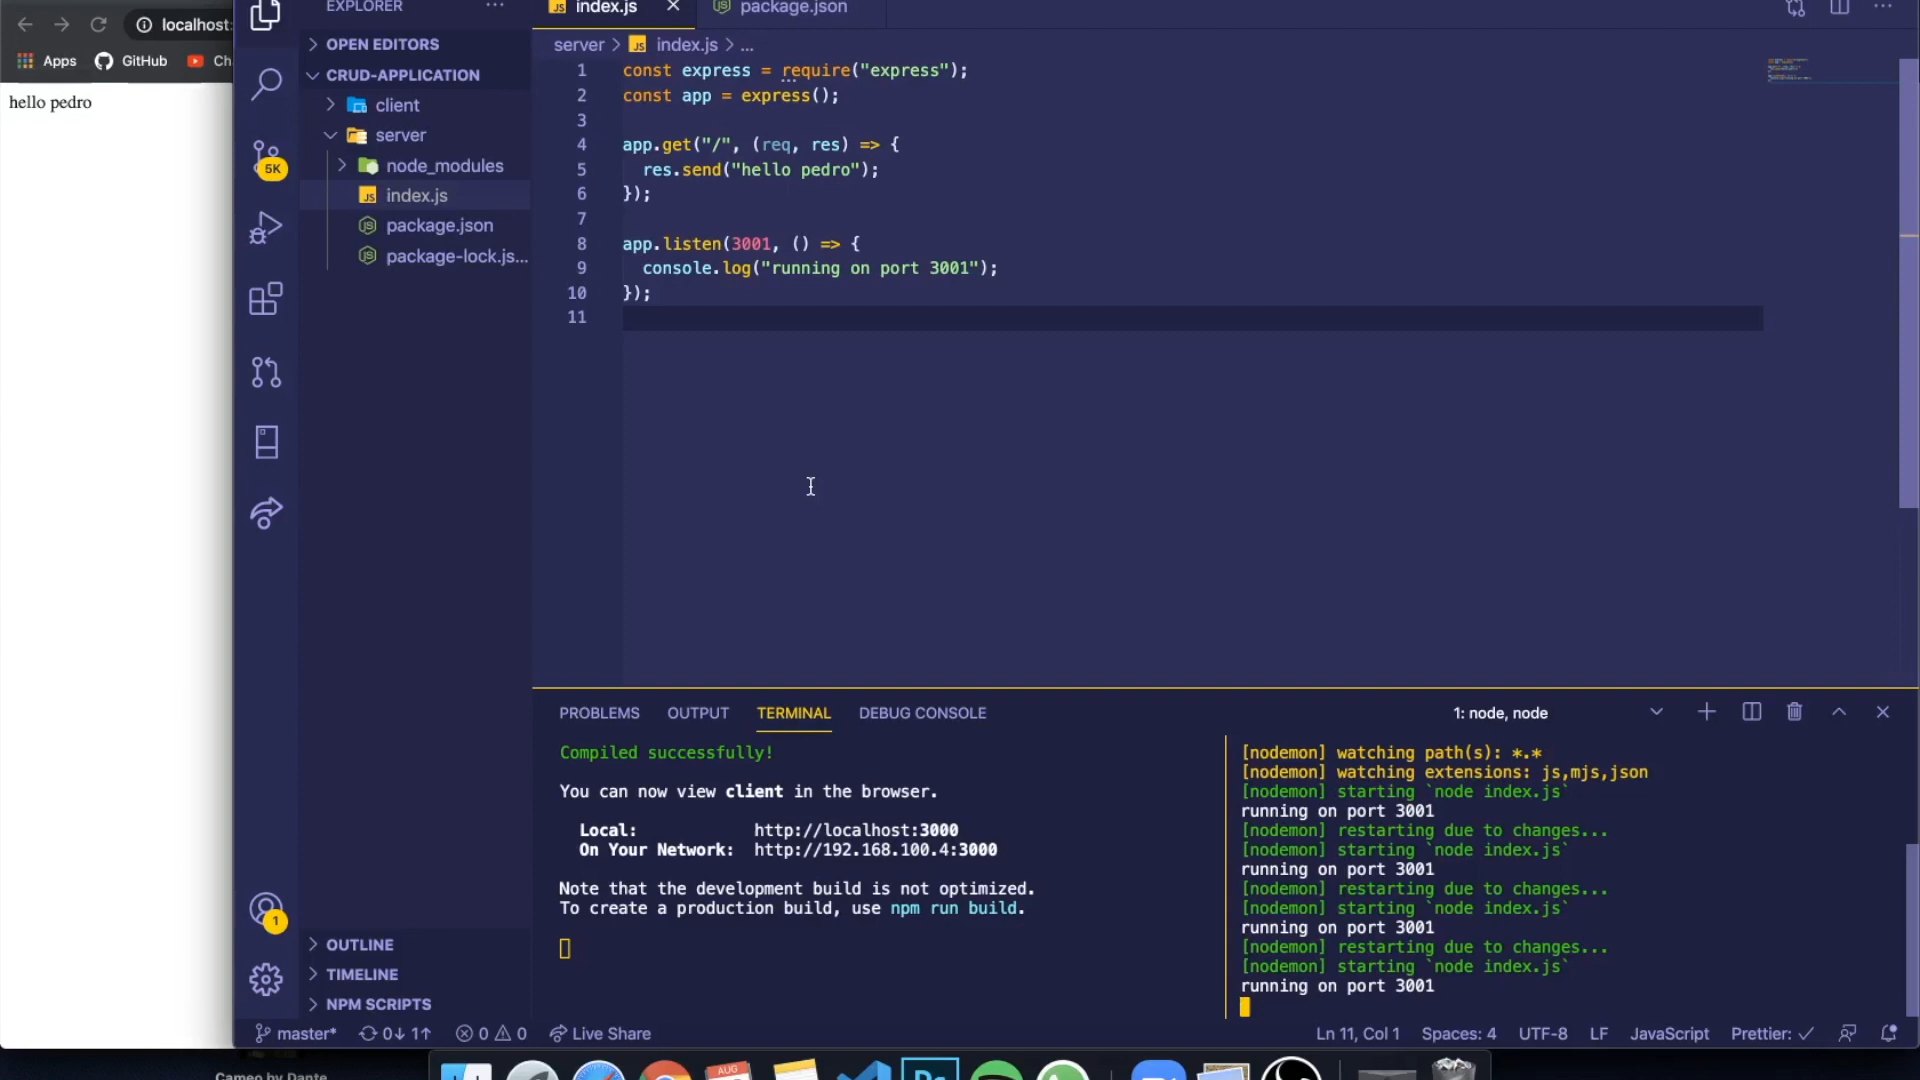 localhost:
Apps GitHub Ch
hello pedro
EXPLORER
OPEN EDITORS
CRUD-APPLICATION
client
server
node_modules
index.js
package.json
package-lock.js...
5K
1
OUTLINE
TIMELINE
NPM SCRIPTS
index.js
package.json
server > index.js > ...
1 const express = require("express");
2 const app = express();
3
4 app.get("/", (req, res) => {
5 res.send("hello pedro");
6 });
7
8 app.listen(3001, () => {
9 console.log("running on port 3001");
10 });
11
PROBLEMS OUTPUT TERMINAL DEBUG CONSOLE
1: node, node
Compiled successfully!
You can now view client in the browser.
Local: http://localhost:3000
On Your Network: http://192.168.100.4:3000
Note that the development build is not optimized.
To create a production build, use npm run build.
[nodemon] watching path(s): *.*
[nodemon] watching extensions: js,mjs,json
[nodemon] starting `node index.js`
running on port 3001
[nodemon] restarting due to changes...
[nodemon] starting `node index.js`
running on port 3001
[nodemon] restarting due to changes...
[nodemon] starting `node index.js`
running on port 3001
[nodemon] restarting due to changes...
[nodemon] starting `node index.js`
running on port 3001
master* 0↓ 1↑ 0 0 Live Share
Ln 11, Col 1 Spaces: 4 UTF-8 LF JavaScript Prettier: ✓
Cameo by Dante
AUG